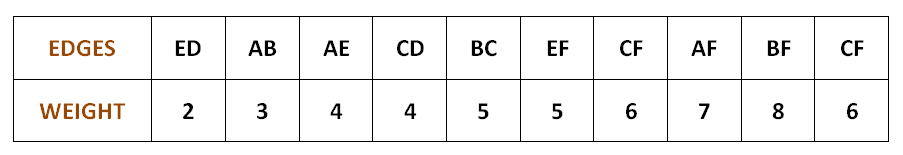 EDGES ED AB AE CD BC EF CF AF BF CF
WEIGHT 2 3 4 4 5 5 6 7 8 6